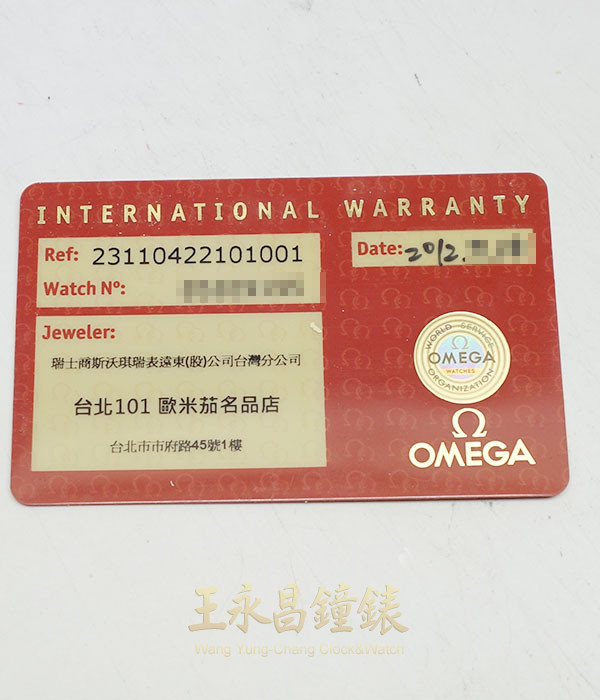 INTERNATIONAL WARRANTY
Ref: 23110422101001
Watch Nº:
Date: 2012.
Jeweler:
瑞士商斯沃琪瑞表遠東(股)公司台灣分公司
台北101 歐米茄名品店
台北市市府路45號1樓
WORLD SERVICE
OMEGA
WATCHES
ORGANIZATION
Ω
OMEGA
王永昌鐘錶
Wang Yung-Chang Clock&Watch